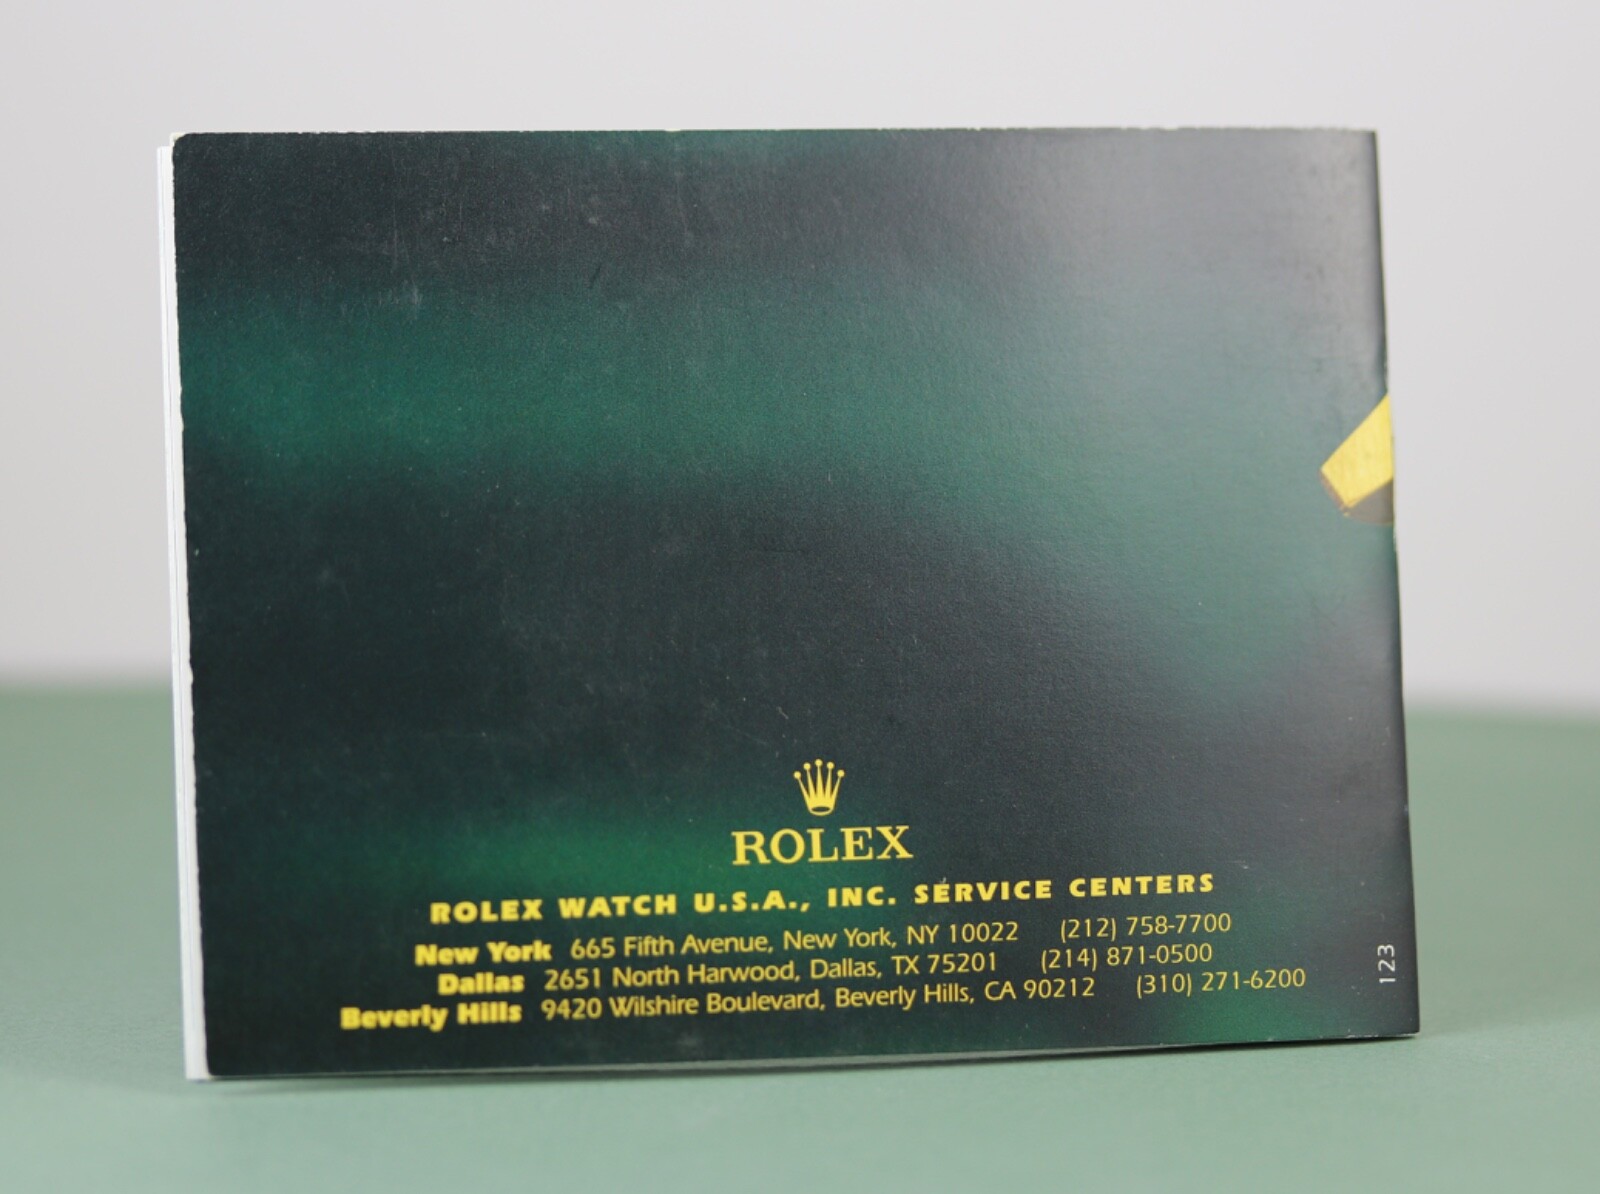 ROLEX
ROLEX WATCH U.S.A., INC. SERVICE CENTERS
New York 665 Fifth Avenue, New York, NY 10022 (212) 758-7700
Dallas 2651 North Harwood, Dallas, TX 75201 (214) 871-0500
Beverly Hills 9420 Wilshire Boulevard, Beverly Hills, CA 90212 (310) 271-6200
123